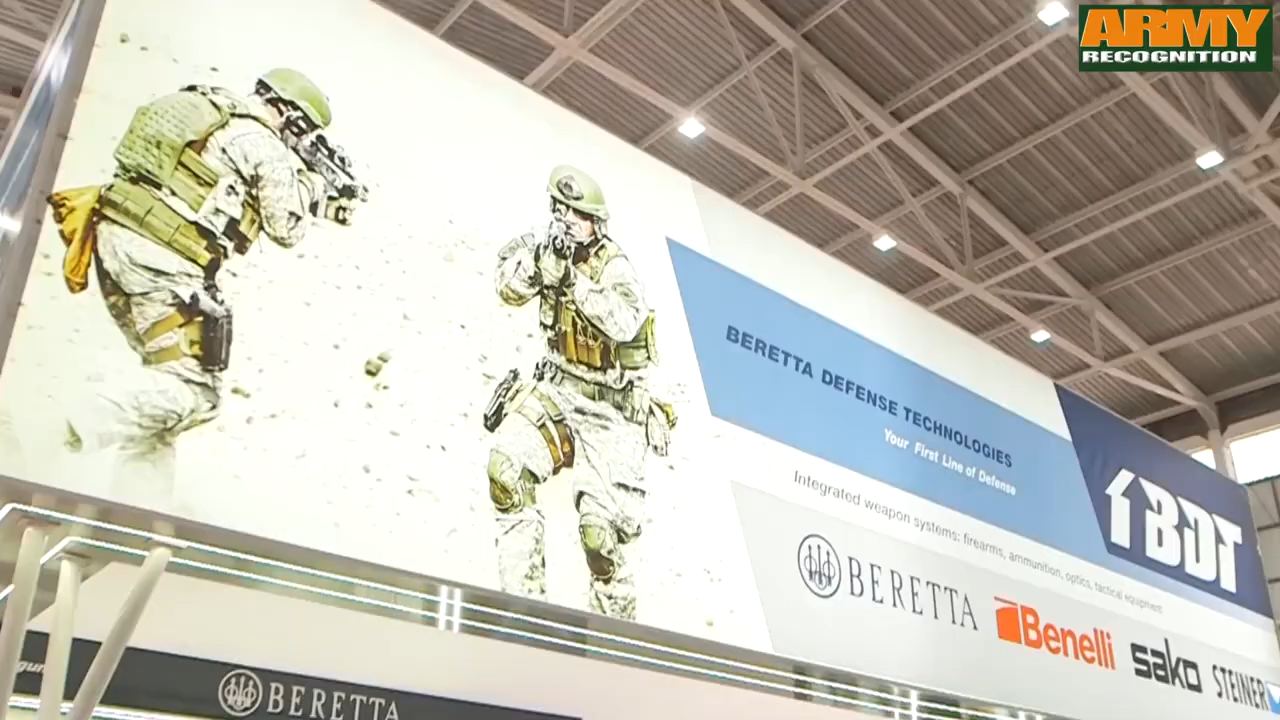 ARMY
RECOGNITION
BERETTA DEFENSE TECHNOLOGIES
Your First Line of Defense
Integrated weapon systems: firearms, ammunition, optics, tactical equipment
BDT
BERETTA
Benelli
sako
STEINER
BERETTA